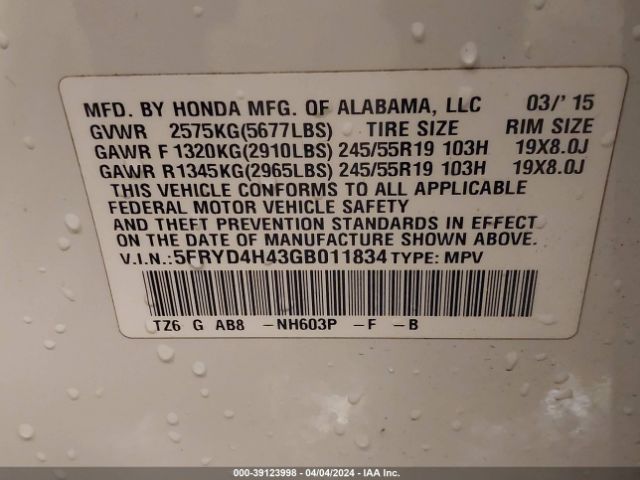 MFD. BY HONDA MFG. OF ALABAMA, LLC 03/'15
GVWR 2575KG(5677LBS) TIRE SIZE RIM SIZE
GAWR F 1320KG(2910LBS) 245/55R19 103H 19X8.0J
GAWR R1345KG(2965LBS) 245/55R19 103H 19X8.0J
THIS VEHICLE CONFORMS TO ALL APPLICABLE
FEDERAL MOTOR VEHICLE SAFETY
AND THEFT PREVENTION STANDARDS IN EFFECT
ON THE DATE OF MANUFACTURE SHOWN ABOVE.
V.I.N.:5FRYD4H43GB011834 TYPE: MPV
TZ6 G AB8 -NH603P -F -B
000-39123998 - 04/04/2024 - IAA Inc.